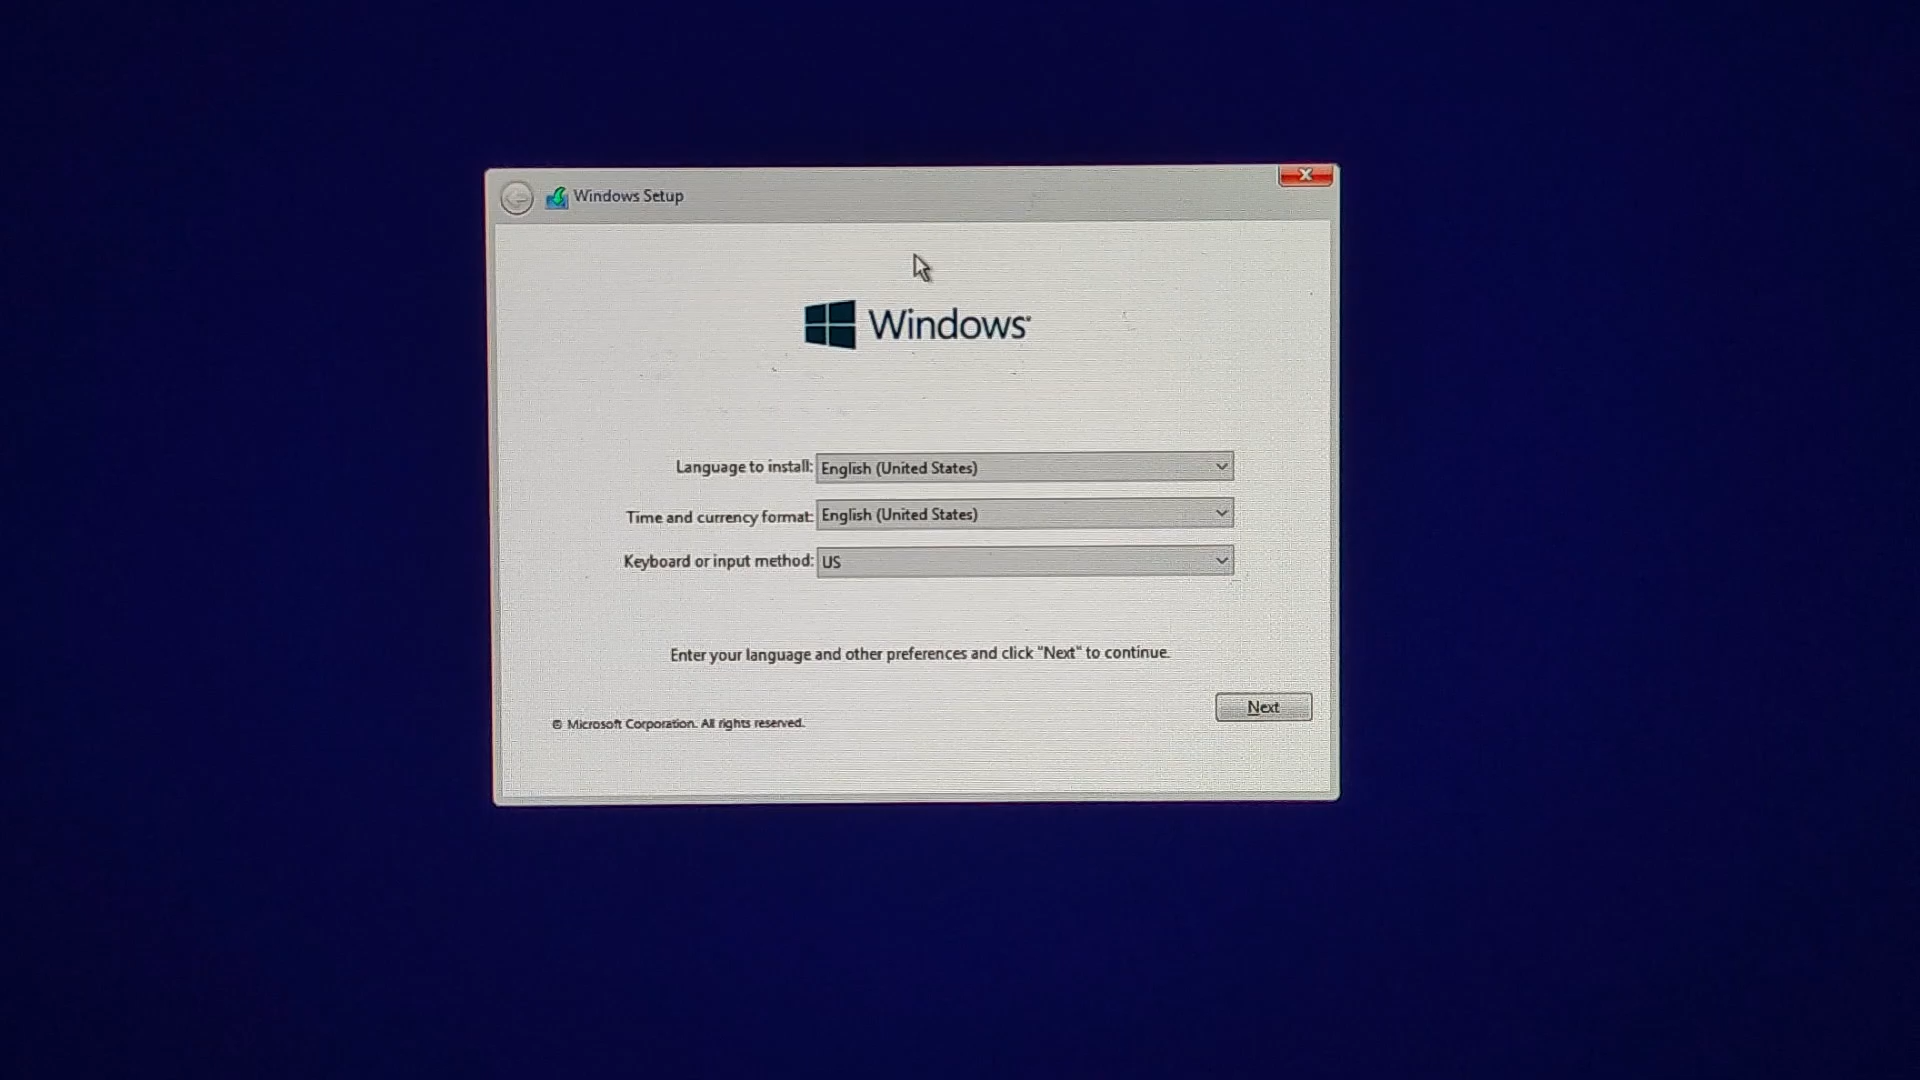 Windows Setup
Windows
Language to install: English (United States)
Time and currency format: English (United States)
Keyboard or input method: US
Enter your language and other preferences and click "Next" to continue.
Next
© Microsoft Corporation. All rights reserved.